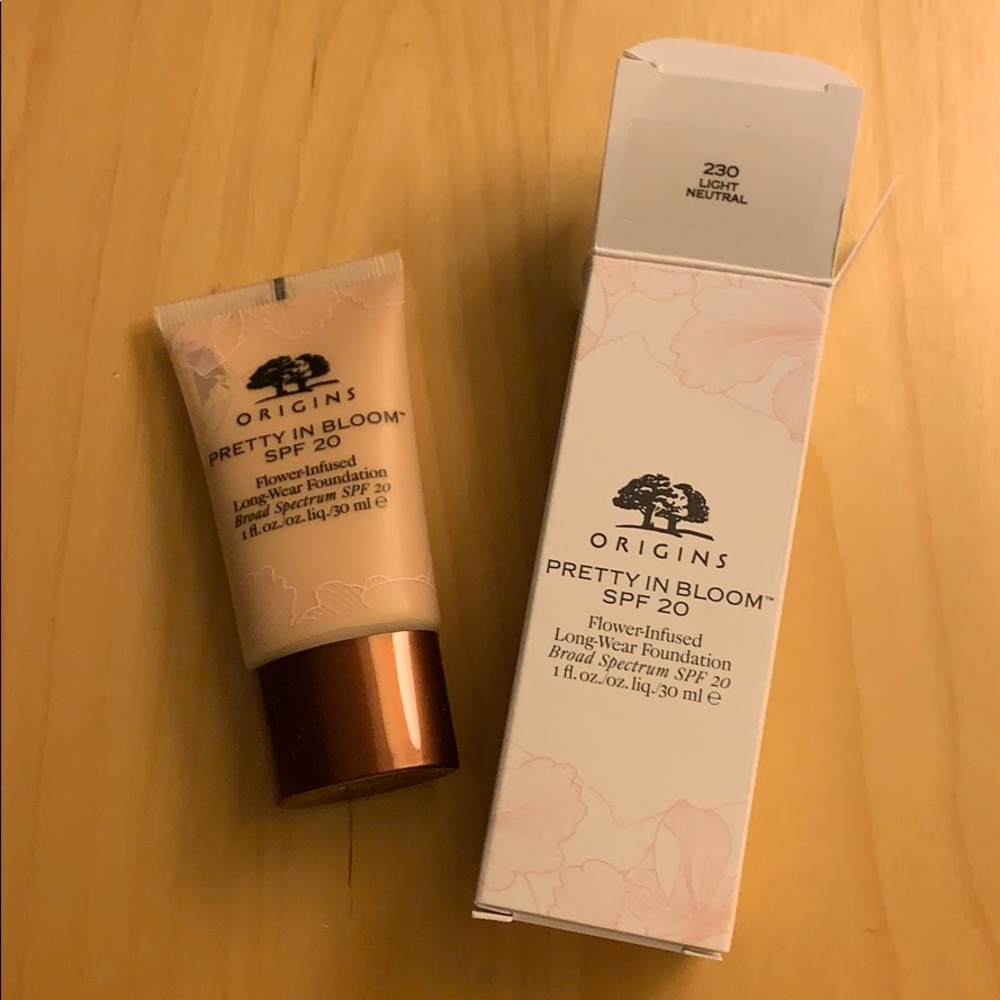 ORIGINS
PRETTY IN BLOOM™
SPF 20
Flower-Infused
Long-Wear Foundation
Broad Spectrum SPF 20
1 fl.oz./oz.liq./30 ml ℮
230
LIGHT
NEUTRAL
ORIGINS
PRETTY IN BLOOM™
SPF 20
Flower-Infused
Long-Wear Foundation
Broad Spectrum SPF 20
1 fl.oz./oz.liq./30 ml ℮